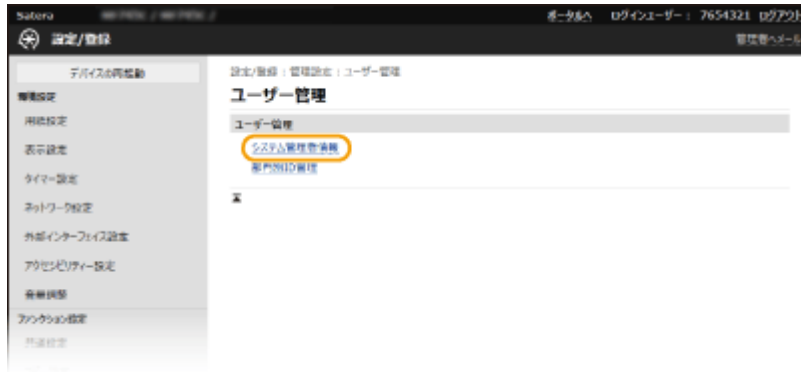 Satera
ポータルへ ログインユーザー： 7654321 ログアウト
設定/登録
管理者へメール
デバイスの再起動
設定/登録：管理設定：ユーザー管理
環境設定
ユーザー管理
用紙設定
ユーザー管理
システム管理者情報
表示設定
部門別ID管理
タイマー設定
ネットワーク設定
外部インターフェイス設定
アクセシビリティー設定
音量調整
ファンクション設定
共通設定